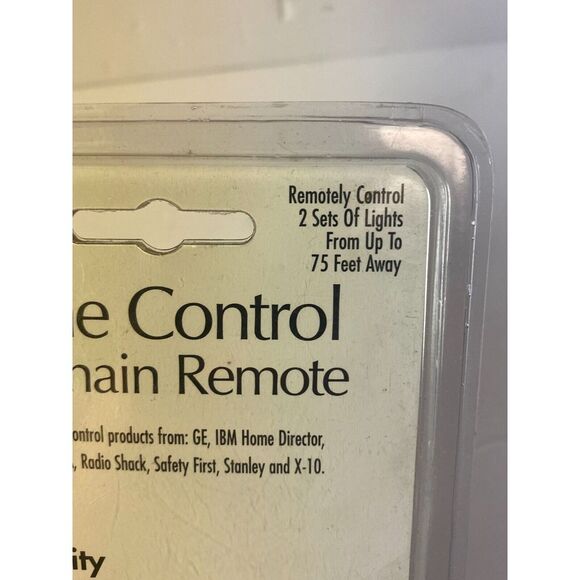 Remotely Control
2 Sets Of Lights
From Up To
75 Feet Away
e Control
hain Remote
ontrol products from: GE, IBM Home Director,
, Radio Shack, Safety First, Stanley and X-10.
ity